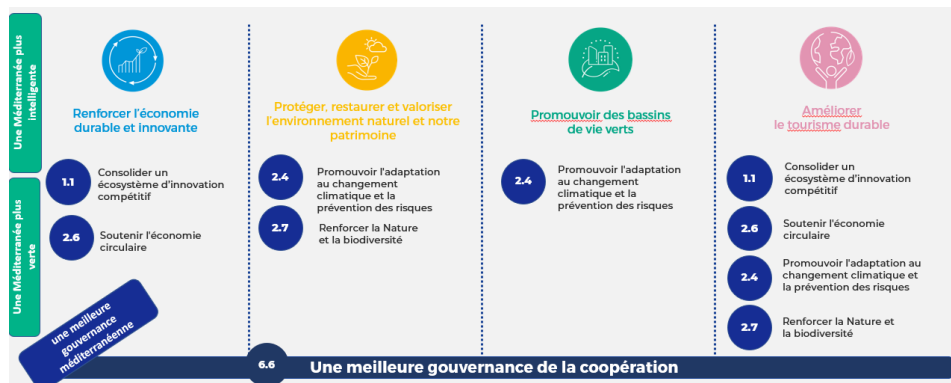 Une Méditerranée plus
intelligente
Une Méditerranée plus
verte
une meilleure
gouvernance
méditerranéenne
Renforcer l'économie
durable et innovante
1.1
Consolider un
écosystème d'innovation
compétitif
2.6
Soutenir l'économie
circulaire
Protéger, restaurer et valoriser
l'environnement naturel et notre
patrimoine
2.4
Promouvoir l'adaptation
au changement
climatique et la
prévention des risques
2.7
Renforcer la Nature
et la biodiversité
Promouvoir des bassins
de vie verts
2.4
Promouvoir l'adaptation
au changement
climatique et la
prévention des risques
Améliorer
le tourisme durable
1.1
Consolider un
écosystème d'innovation
compétitif
2.6
Soutenir l'économie
circulaire
2.4
Promouvoir l'adaptation au
changement climatique et
la prévention des risques
2.7
Renforcer la Nature et
la biodiversité
6.6
Une meilleure gouvernance de la coopération